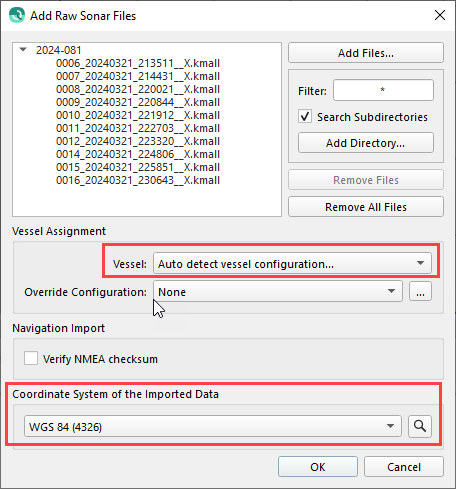 Add Raw Sonar Files
2024-081
0006_20240321_213511__X.kmall
0007_20240321_214431__X.kmall
0008_20240321_220021__X.kmall
0009_20240321_220844__X.kmall
0010_20240321_221912__X.kmall
0011_20240321_222703__X.kmall
0012_20240321_223320__X.kmall
0014_20240321_224806__X.kmall
0015_20240321_225851__X.kmall
0016_20240321_230643__X.kmall
Add Files...
Filter: *
Search Subdirectories
Add Directory...
Remove Files
Remove All Files
Vessel Assignment
Vessel: Auto detect vessel configuration...
Override Configuration: None ...
Navigation Import
Verify NMEA checksum
Coordinate System of the Imported Data
WGS 84 (4326)
OK Cancel